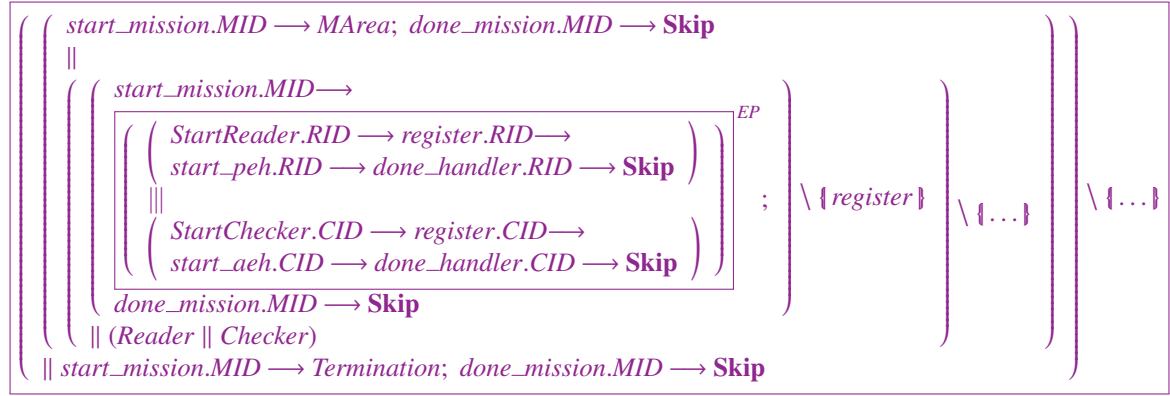 start_mission.MID ⟶ MArea; done_mission.MID ⟶ Skip
||
start_mission.MID⟶
EP
StartReader.RID ⟶ register.RID⟶
start_peh.RID ⟶ done_handler.RID ⟶ Skip
|||
; \ ⦃ register ⦄ \ ⦃ . . . ⦄ \ ⦃ . . . ⦄
StartChecker.CID ⟶ register.CID⟶
start_aeh.CID ⟶ done_handler.CID ⟶ Skip
done_mission.MID ⟶ Skip
|| (Reader || Checker)
|| start_mission.MID ⟶ Termination; done_mission.MID ⟶ Skip